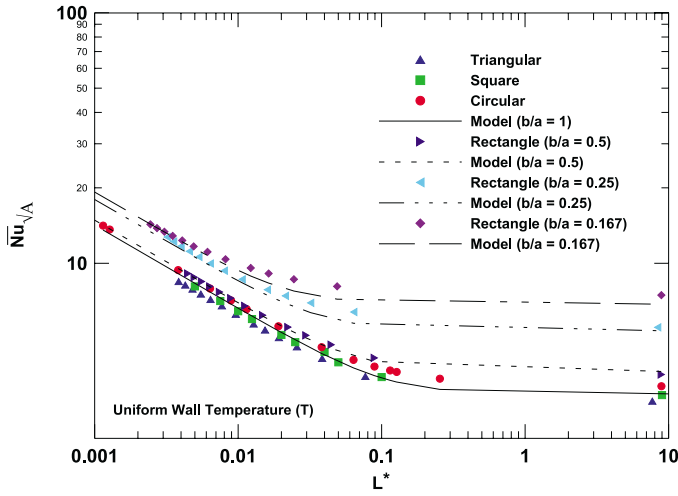 100
90
80
70
60
50
40
30
20
10
Nu√A
Triangular
Square
Circular
Model (b/a = 1)
Rectangle (b/a = 0.5)
Model (b/a = 0.5)
Rectangle (b/a = 0.25)
Model (b/a = 0.25)
Rectangle (b/a = 0.167)
Model (b/a = 0.167)
Uniform Wall Temperature (T)
0.001
0.01
0.1
1
10
L*